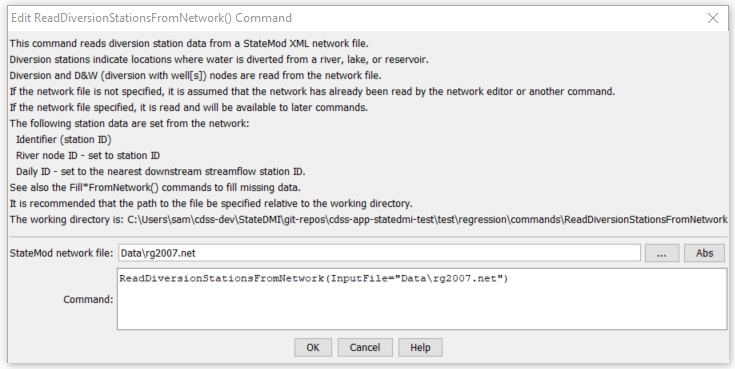 Edit ReadDiversionStationsFromNetwork() Command
This command reads diversion station data from a StateMod XML network file.
Diversion stations indicate locations where water is diverted from a river, lake, or reservoir.
Diversion and D&W (diversion with well[s]) nodes are read from the network file.
If the network file is not specified, it is assumed that the network has already been read by the network editor or another command.
If the network file specified, it is read and will be available to later commands.
The following station data are set from the network:
Identifier (station ID)
River node ID - set to station ID
Daily ID - set to the nearest downstream streamflow station ID.
See also the Fill*FromNetwork() commands to fill missing data.
It is recommended that the path to the file be specified relative to the working directory.
The working directory is: C:\Users\sam\cdss-dev\StateDMI\git-repos\cdss-app-statedmi-test\test\regression\commands\ReadDiversionStationsFromNetwork
StateMod network file: Data\rg2007.net ... Abs
Command: ReadDiversionStationsFromNetwork(InputFile="Data\rg2007.net")
OK Cancel Help